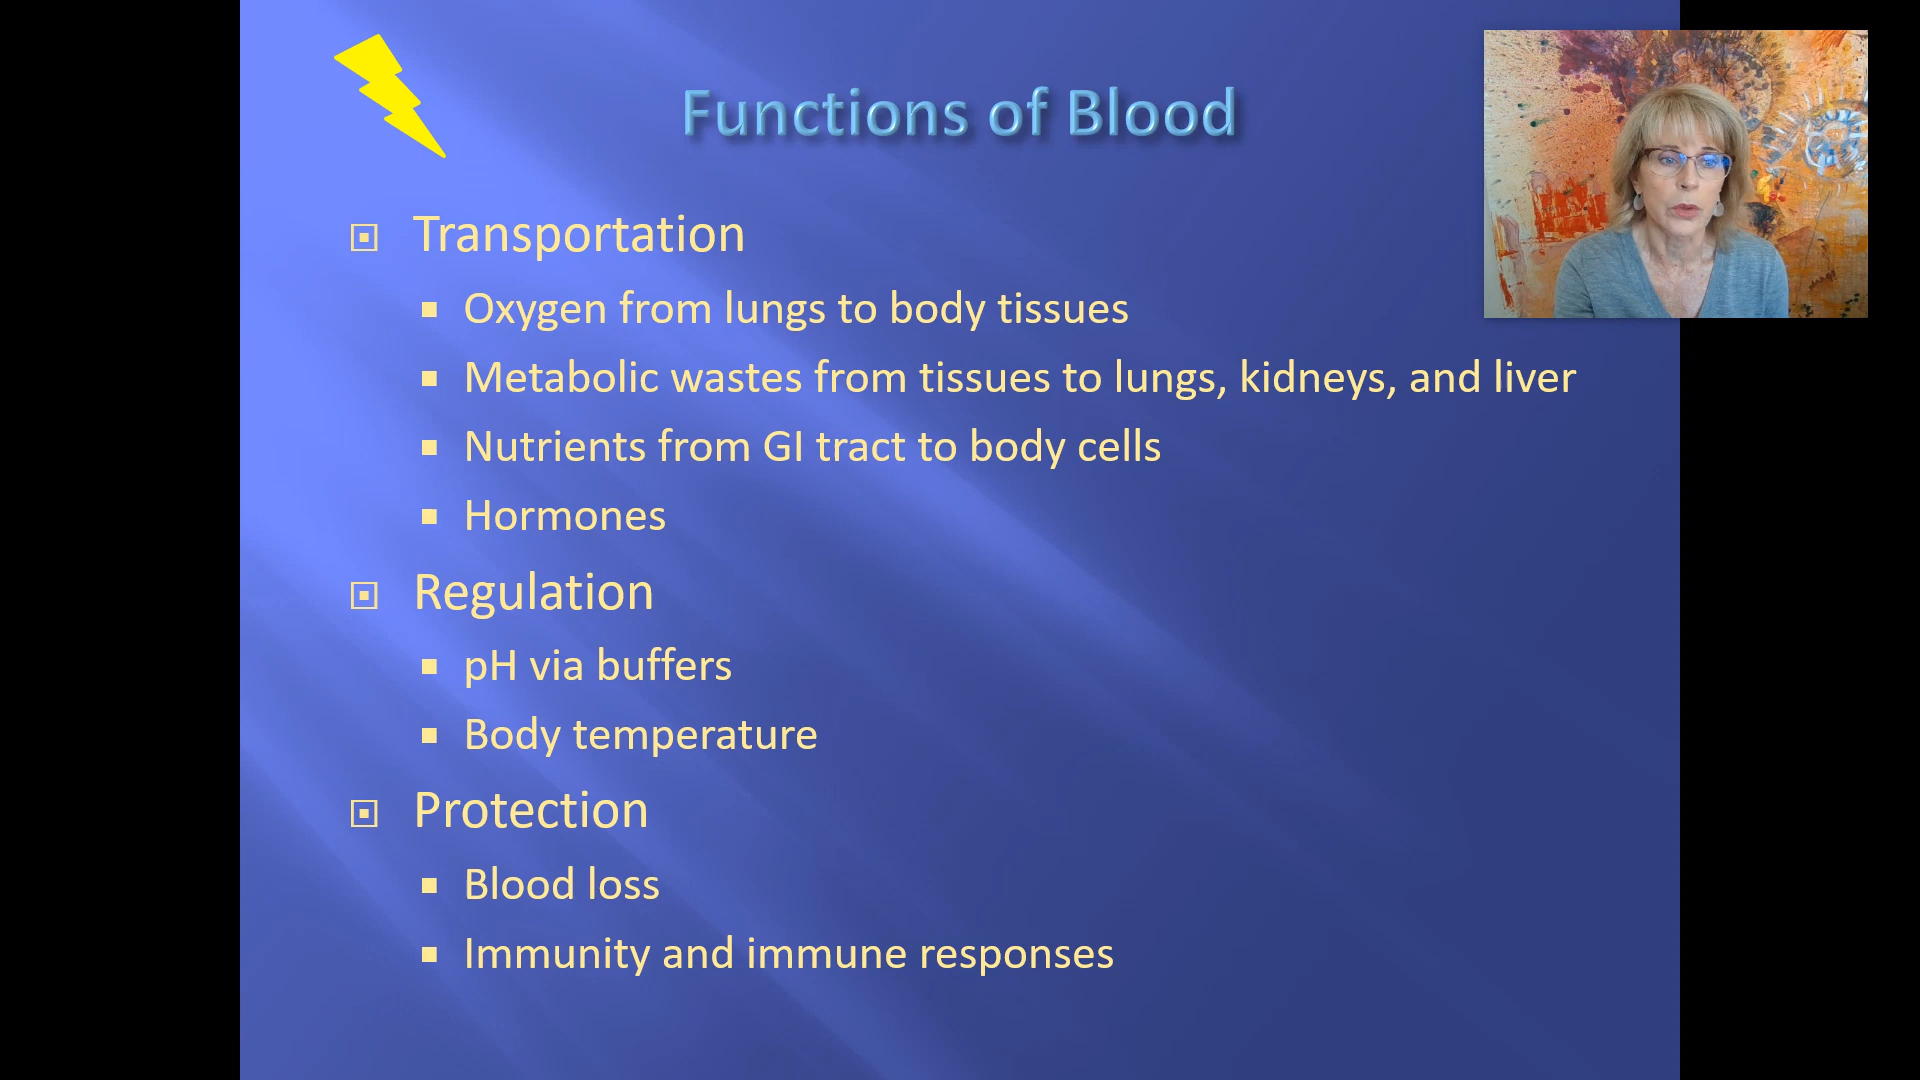 Functions of Blood
Transportation
Oxygen from lungs to body tissues
Metabolic wastes from tissues to lungs, kidneys, and liver
Nutrients from GI tract to body cells
Hormones
Regulation
pH via buffers
Body temperature
Protection
Blood loss
Immunity and immune responses